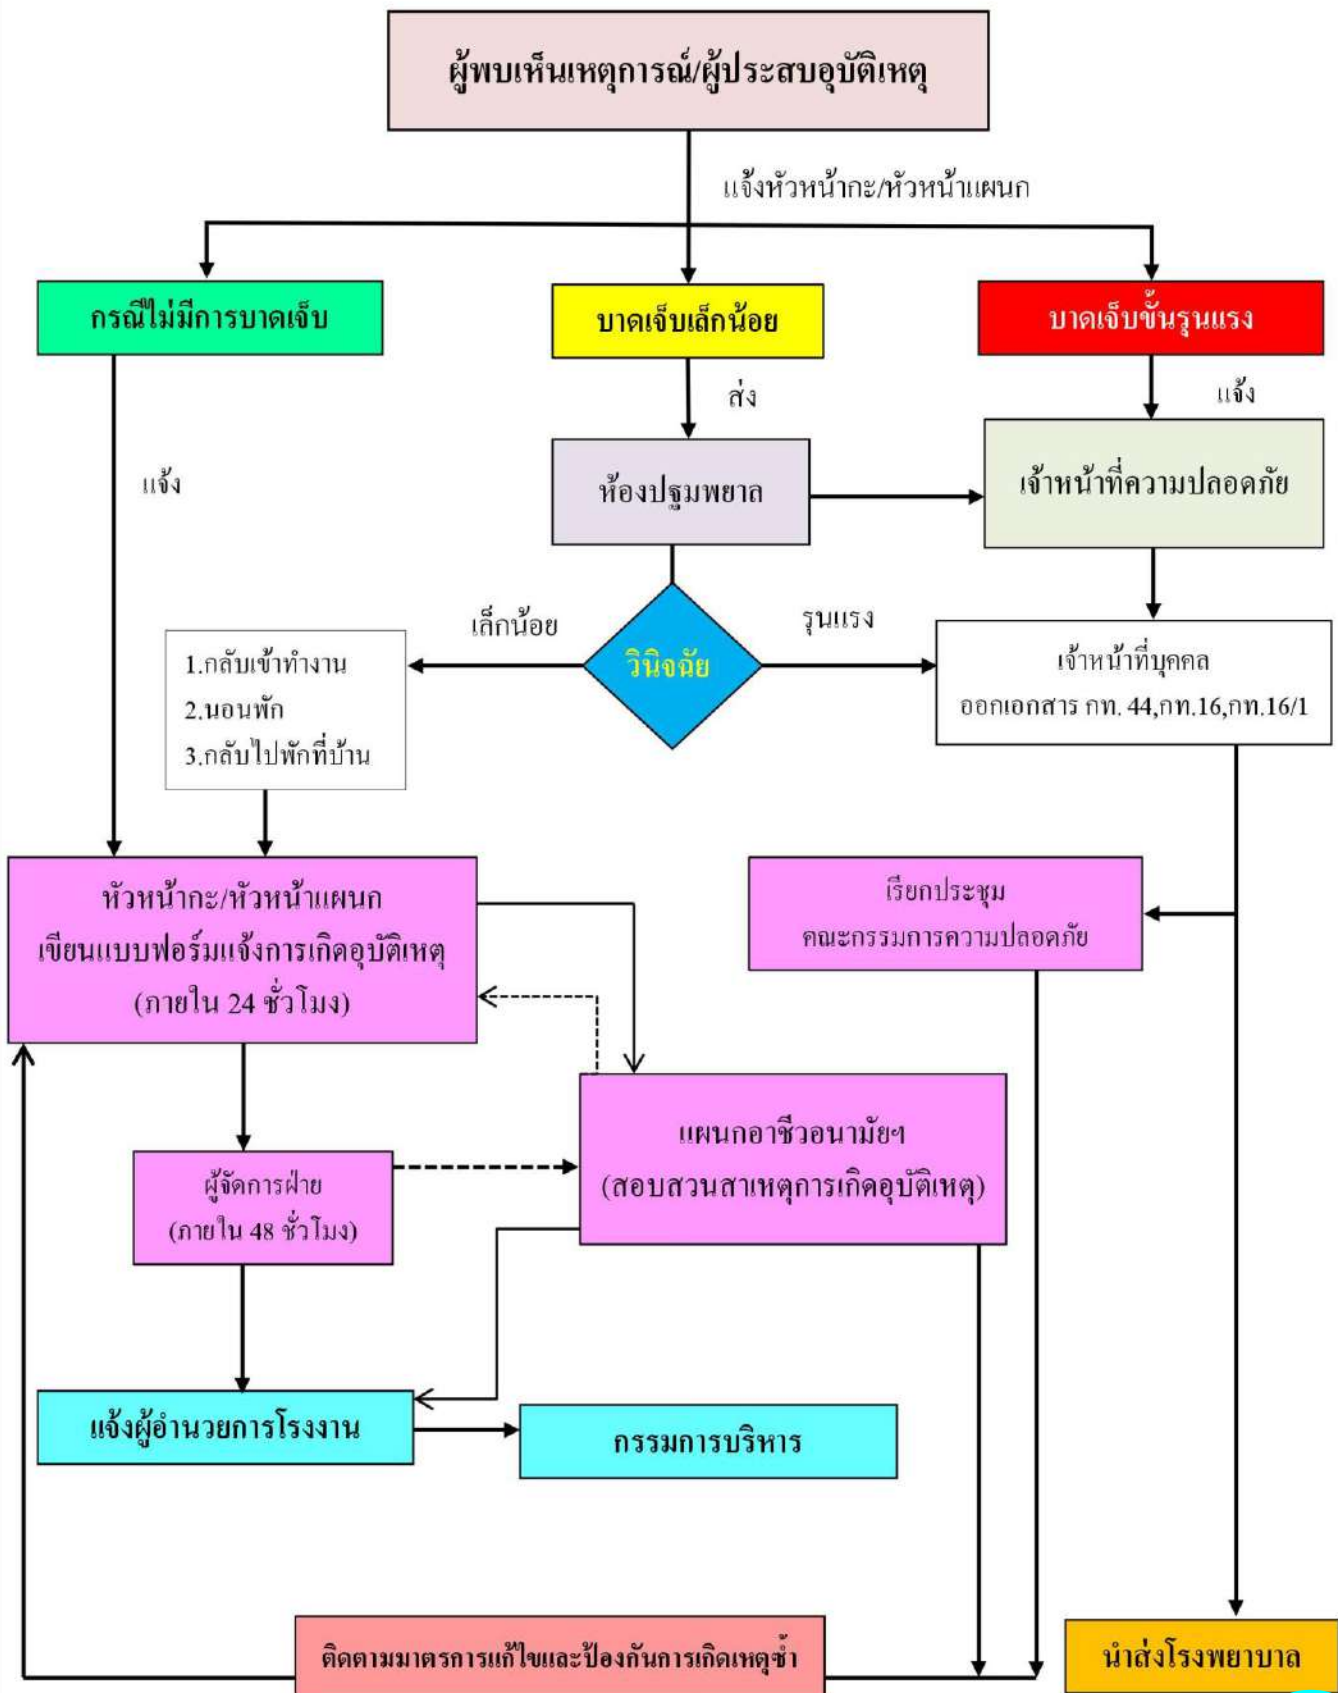 ผู้พบเห็นเหตุการณ์/ผู้ประสบอุบัติเหตุ
แจ้งหัวหน้ากะ/หัวหน้าแผนก
กรณีไม่มีการบาดเจ็บ
บาดเจ็บเล็กน้อย
บาดเจ็บขั้นรุนแรง
ส่ง
แจ้ง
แจ้ง
ห้องปฐมพยาล
เจ้าหน้าที่ความปลอดภัย
เล็กน้อย
รุนแรง
วินิจฉัย
1.กลับเข้าทำงาน
2.นอนพัก
3.กลับไปพักที่บ้าน
เจ้าหน้าที่บุคคล
ออกเอกสาร กท. 44,กท.16,กท.16/1
หัวหน้ากะ/หัวหน้าแผนก
เขียนแบบฟอร์มแจ้งการเกิดอุบัติเหตุ
(ภายใน 24 ชั่วโมง)
เรียกประชุม
คณะกรรมการความปลอดภัย
แผนกอาชีวอนามัยฯ
(สอบสวนสาเหตุการเกิดอุบัติเหตุ)
ผู้จัดการฝ่าย
(ภายใน 48 ชั่วโมง)
แจ้งผู้อำนวยการโรงงาน
กรรมการบริหาร
ติดตามมาตรการแก้ไขและป้องกันการเกิดเหตุซ้ำ
นำส่งโรงพยาบาล